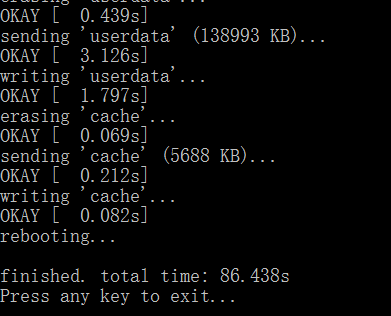 erasing 'userdata'...
OKAY [  0.439s]
sending 'userdata' (138993 KB)...
OKAY [  3.126s]
writing 'userdata'...
OKAY [  1.797s]
erasing 'cache'...
OKAY [  0.069s]
sending 'cache' (5688 KB)...
OKAY [  0.212s]
writing 'cache'...
OKAY [  0.082s]
rebooting...

finished. total time: 86.438s
Press any key to exit...